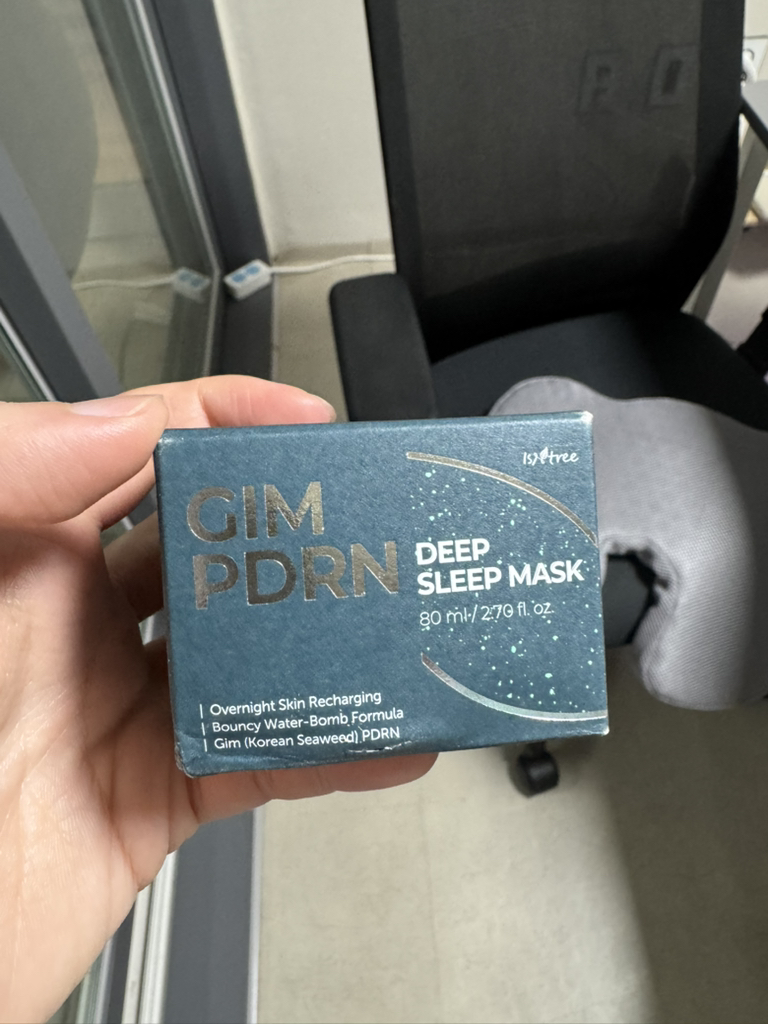 IsNtree
GIM
PDRN
DEEP
SLEEP MASK
80 ml / 2.70 fl. oz.
| Overnight Skin Recharging
| Bouncy Water-Bomb Formula
| Gim (Korean Seaweed) PDRN